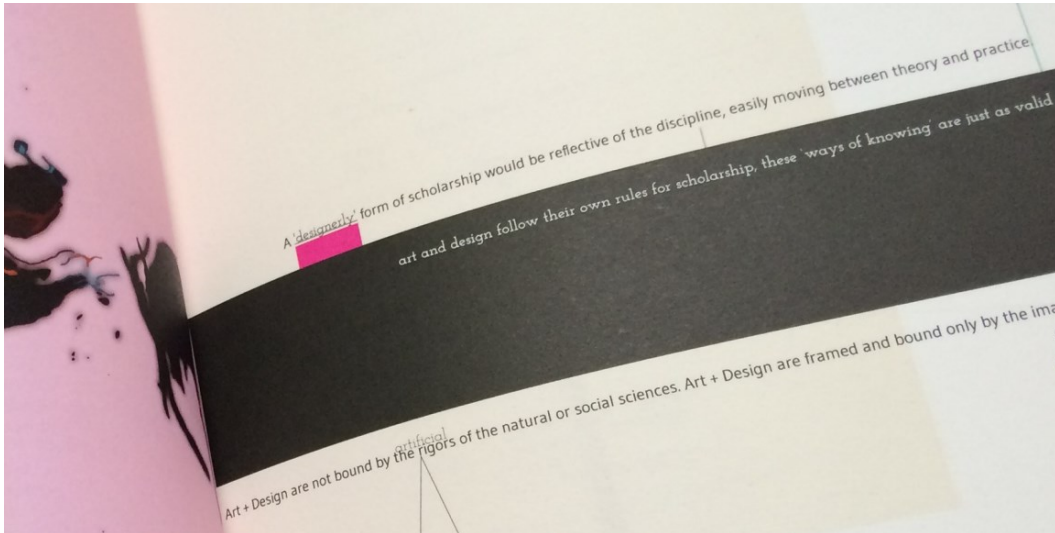 A 'designerly' form of scholarship would be reflective of the discipline, easily moving between theory and practice.
art and design follow their own rules for scholarship, these 'ways of knowing' are just as valid
artificial
Art + Design are not bound by the rigors of the natural or social sciences. Art + Design are framed and bound only by the